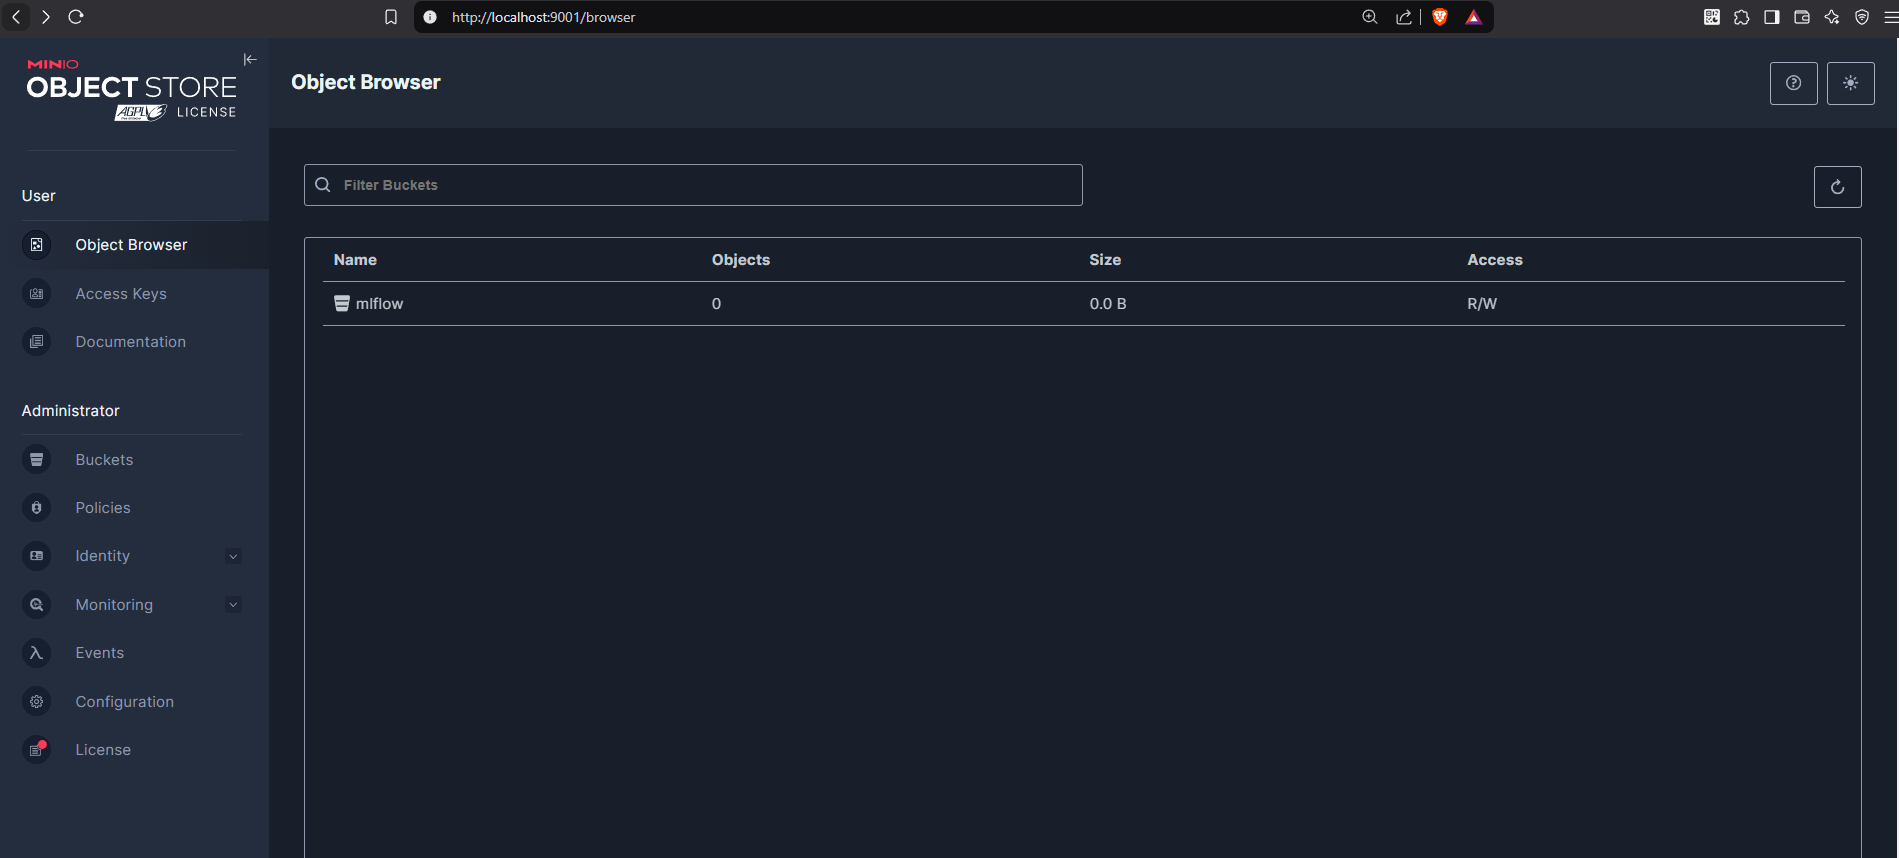 http://localhost:9001/browser
MINIO
OBJECT STORE
AGPLv3 LICENSE
Object Browser
User
Object Browser
Access Keys
Documentation
Administrator
Buckets
Policies
Identity
Monitoring
Events
Configuration
License
Filter Buckets
Name Objects Size Access
mlflow 0 0.0 B R/W